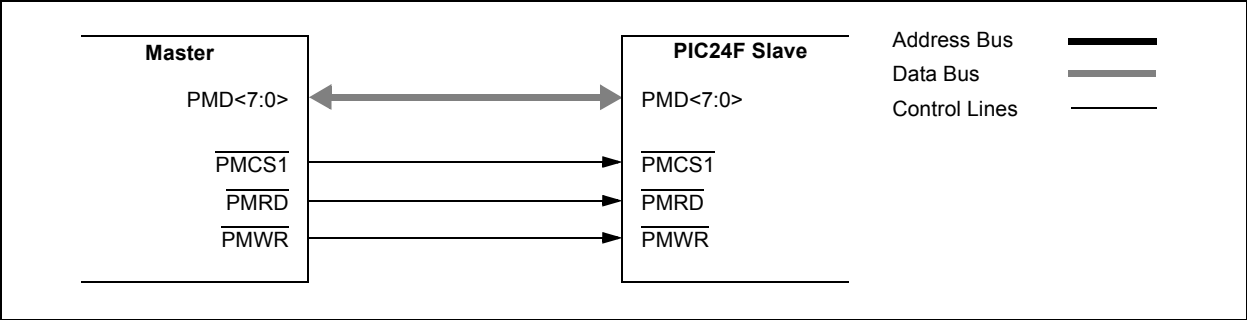 Master
PMD<7:0>
PMCS1
PMRD
PMWR
PIC24F Slave
PMD<7:0>
PMCS1
PMRD
PMWR
Address Bus
Data Bus
Control Lines